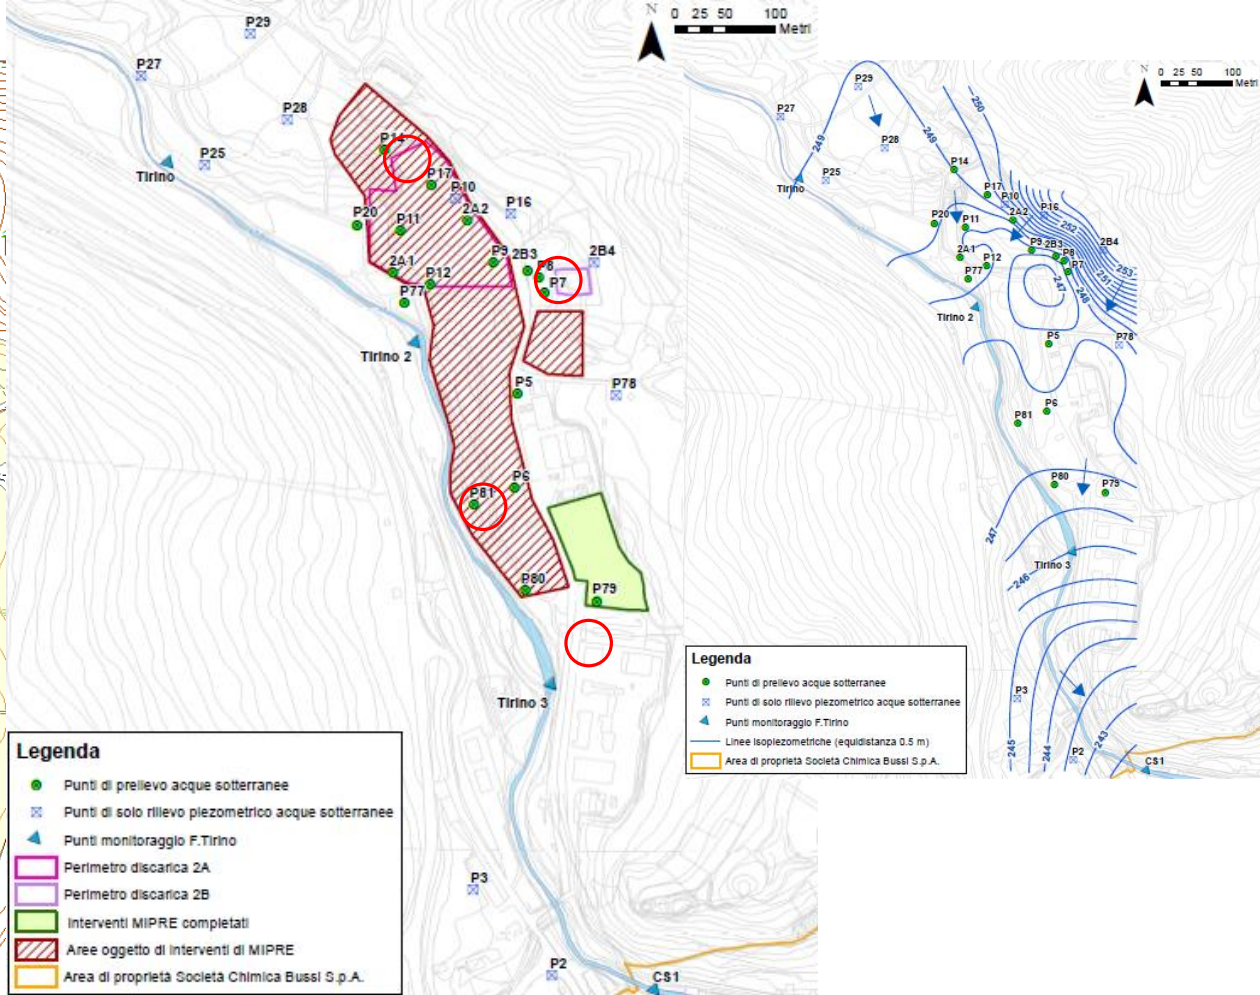 N
0 25 50 100
Metri
P29
P27
P28
P25
Tirino
P14
P17
P10
P16
P20
P11
2A2
P9
2B3
2B4
P8
P7
2A1
P12
P77
Tirino 2
P5
P78
P81
P6
P80
P79
Tirino 3
P3
P2
CS1
Legenda
Punti di prelievo acque sotterranee
Punti di solo rilievo piezometrico acque sotterranee
Punti monitoraggio F.Tirino
Perimetro discarica 2A
Perimetro discarica 2B
Interventi MIPRE completati
Aree oggetto di interventi di MIPRE
Area di proprietà Società Chimica Bussi S.p.A.
N
0 25 50 100
Metri
P29
P27
250
249
249
P28
P14
P25
Tirino
P17
P10
P16
P20
P11
2A2
252
P9
2B3
2B4
P8
P7
2A1
P12
P77
253
251
247
248
Tirino 2
P5
P78
P81
P6
P80
P79
247
Tirino 3
246
P3
245
244
243
P2
CS1
Legenda
Punti di prelievo acque sotterranee
Punti di solo rilievo piezometrico acque sotterranee
Punti monitoraggio F.Tirino
Linee isopiezometriche (equidistanza 0.5 m)
Area di proprietà Società Chimica Bussi S.p.A.